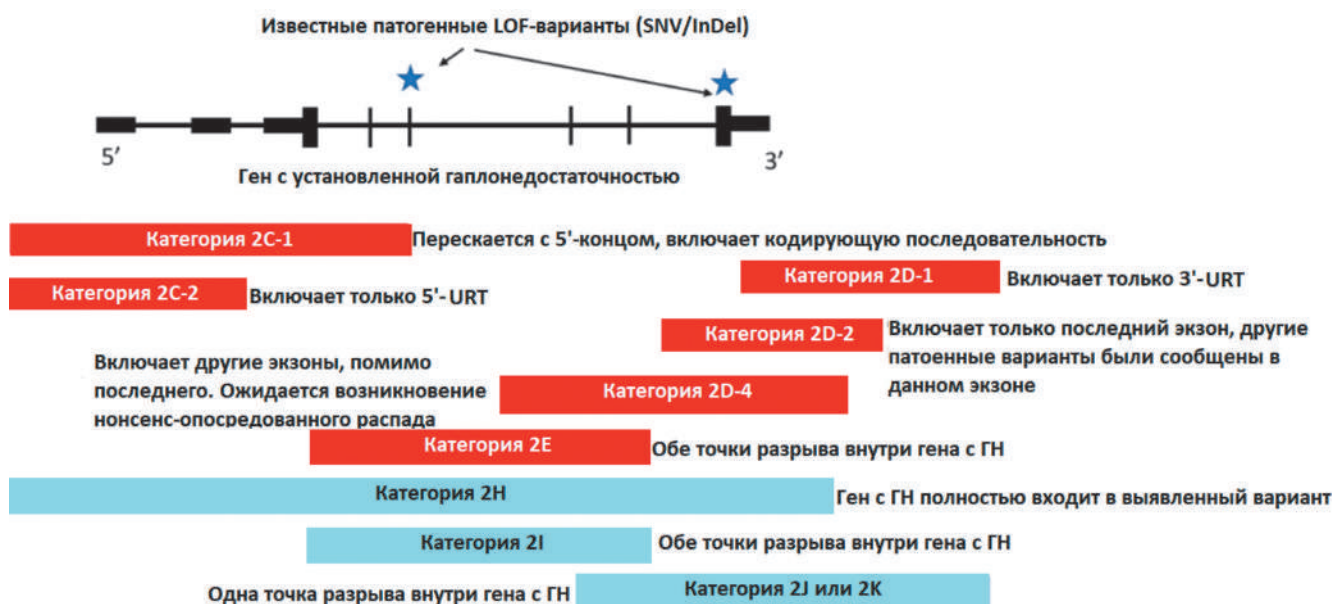 Известные патогенные LOF-варианты (SNV/InDel)
5′
3′
Ген с установленной гаплонедостаточностью
Категория 2C-1
Перескается с 5'-концом, включает кодирующую последовательность
Категория 2D-1
Включает только 3'-URT
Категория 2C-2
Включает только 5'-URT
Категория 2D-2
Включает только последний экзон, другие
патоенные варианты были сообщены в
данном экзоне
Включает другие экзоны, помимо
последнего. Ожидается возникновение
нонсенс-опосредованного распада
Категория 2D-4
Категория 2E
Обе точки разрыва внутри гена с ГН
Категория 2H
Ген с ГН полностью входит в выявленный вариант
Категория 2I
Обе точки разрыва внутри гена с ГН
Одна точка разрыва внутри гена с ГН
Категория 2J или 2K